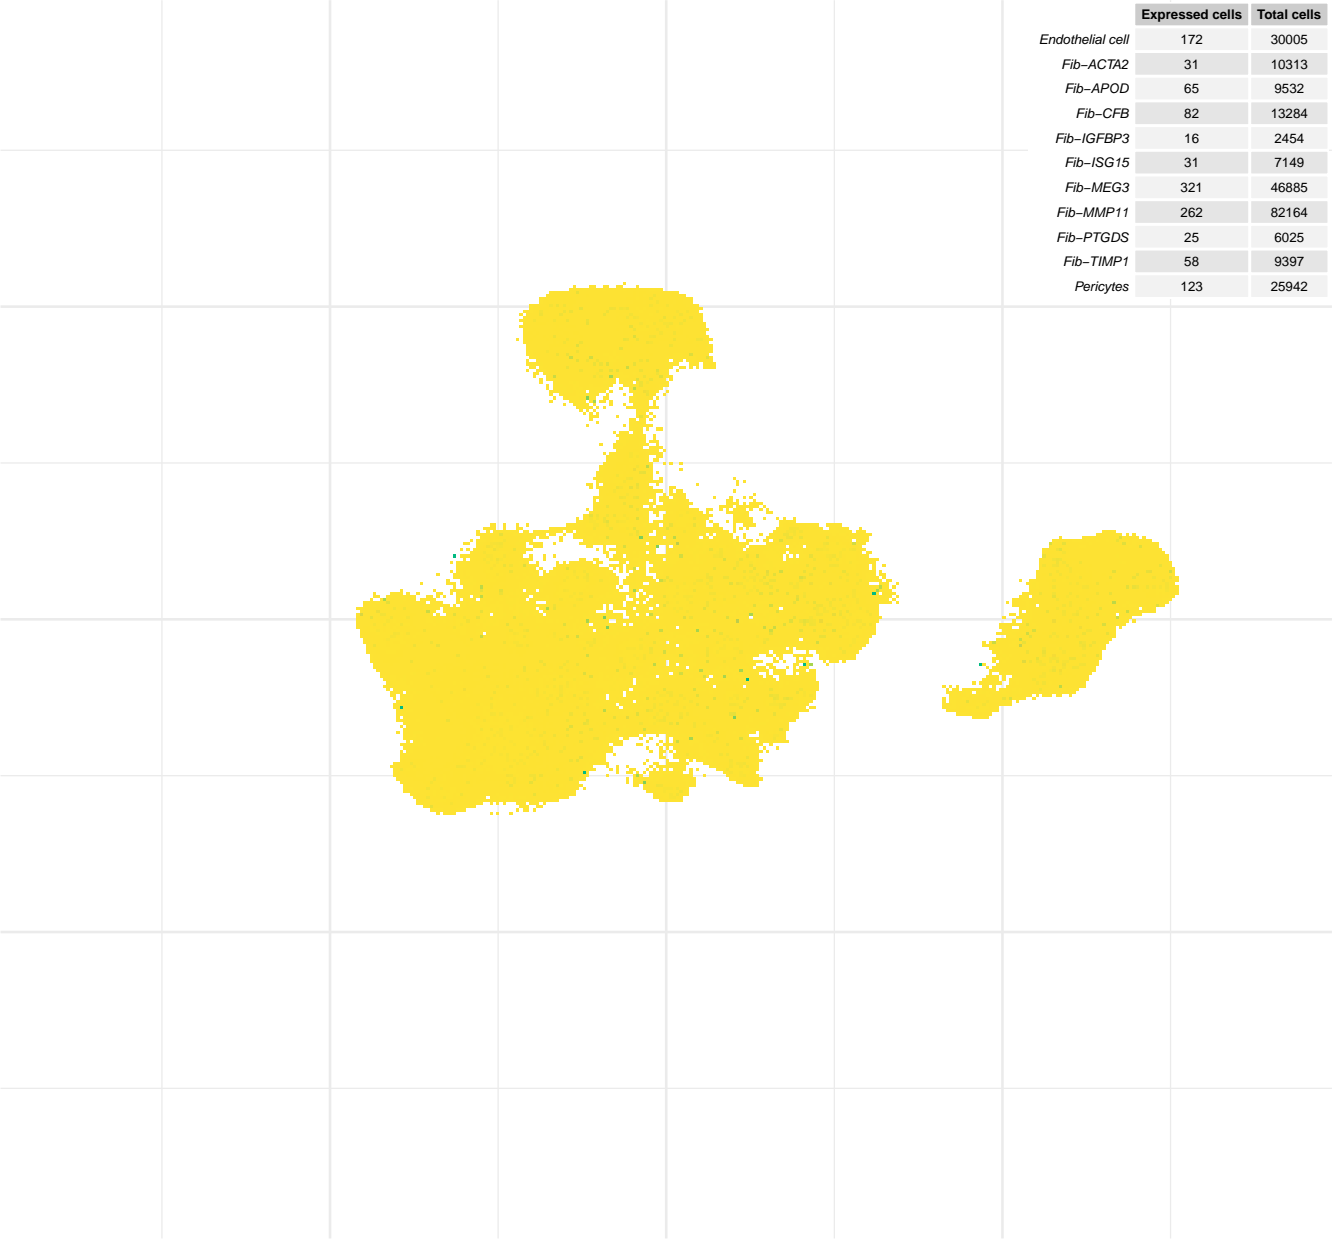 Expressed cells Total cells
Endothelial cell 172 30005
Fib−ACTA2 31 10313
Fib−APOD 65 9532
Fib−CFB 82 13284
Fib−IGFBP3 16 2454
Fib−ISG15 31 7149
Fib−MEG3 321 46885
Fib−MMP11 262 82164
Fib−PTGDS 25 6025
Fib−TIMP1 58 9397
Pericytes 123 25942